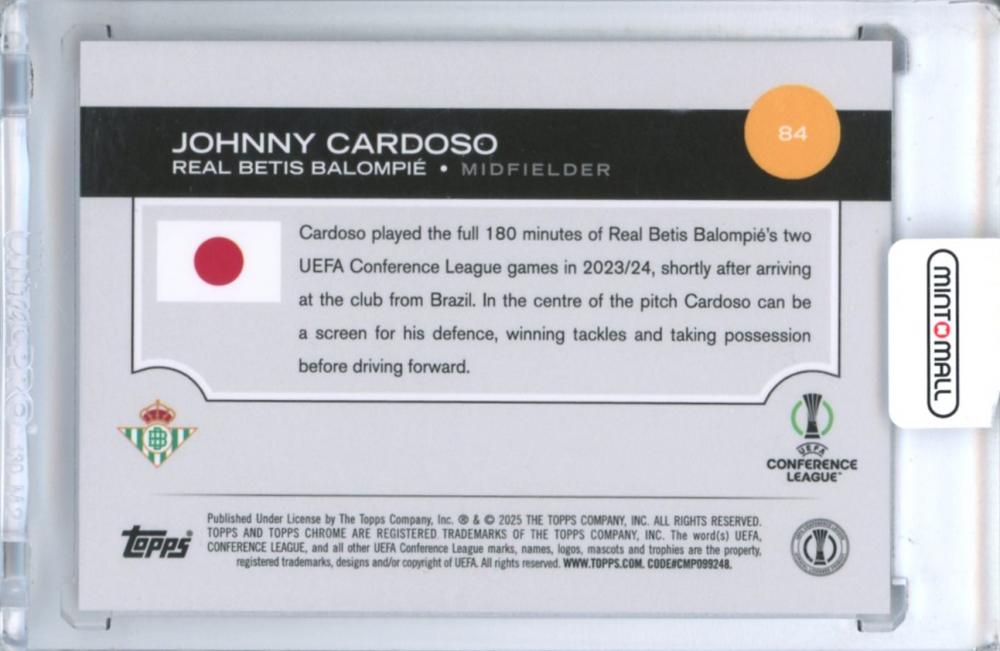 JOHNNY CARDOSO
REAL BETIS BALOMPIÉ • MIDFIELDER
84
Cardoso played the full 180 minutes of Real Betis Balompié's two
UEFA Conference League games in 2023/24, shortly after arriving
at the club from Brazil. In the centre of the pitch Cardoso can be
a screen for his defence, winning tackles and taking possession
before driving forward.
MINT MALL
UEFA
CONFERENCE
LEAGUE™
Topps®
Published Under License by The Topps Company, Inc. ® & © 2025 THE TOPPS COMPANY, INC. ALL RIGHTS RESERVED.
TOPPS AND TOPPS CHROME ARE REGISTERED TRADEMARKS OF THE TOPPS COMPANY, INC. The word(s) UEFA,
CONFERENCE LEAGUE, and all other UEFA Conference League marks, names, logos, mascots and trophies are the property,
registered trademarks, designs and/or copyright of UEFA. All rights reserved. WWW.TOPPS.COM. CODE#CMP099248.